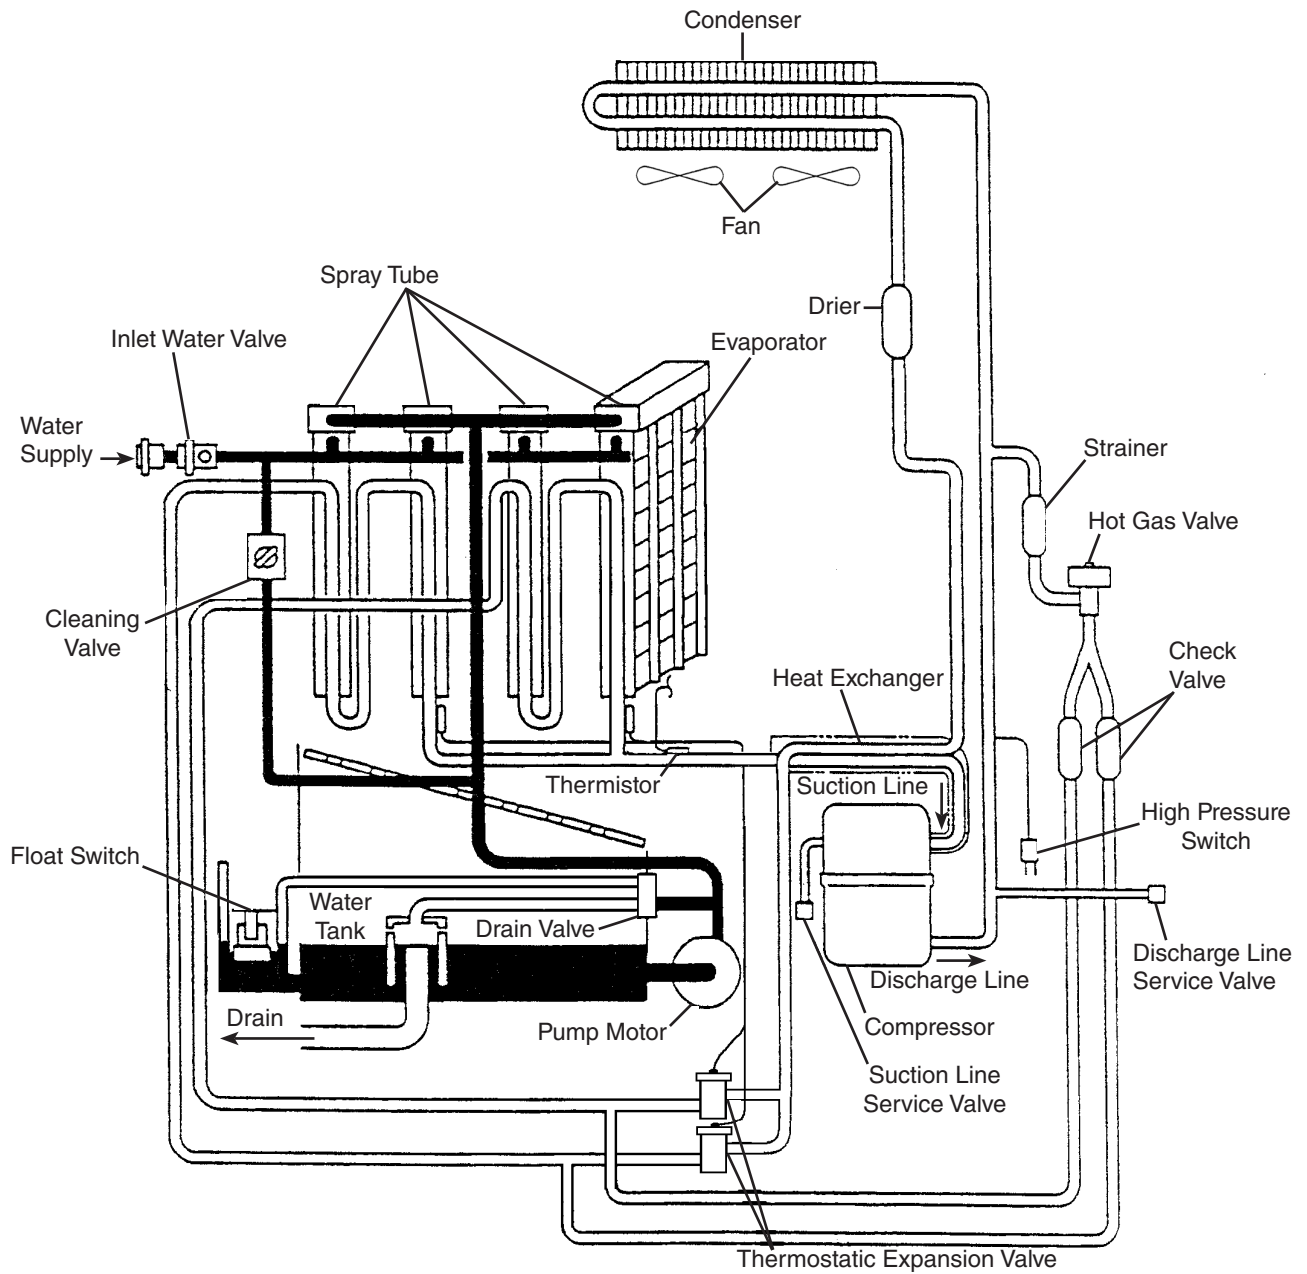 Condenser
Fan
Spray Tube
Drier
Inlet Water Valve
Evaporator
Water
Supply
Strainer
Hot Gas Valve
Cleaning
Valve
Check
Valve
Heat Exchanger
Thermistor
Suction Line
High Pressure
Switch
Float Switch
Water
Tank
Drain Valve
Discharge Line
Service Valve
Discharge Line
Drain
Pump Motor
Compressor
Suction Line
Service Valve
Thermostatic Expansion Valve